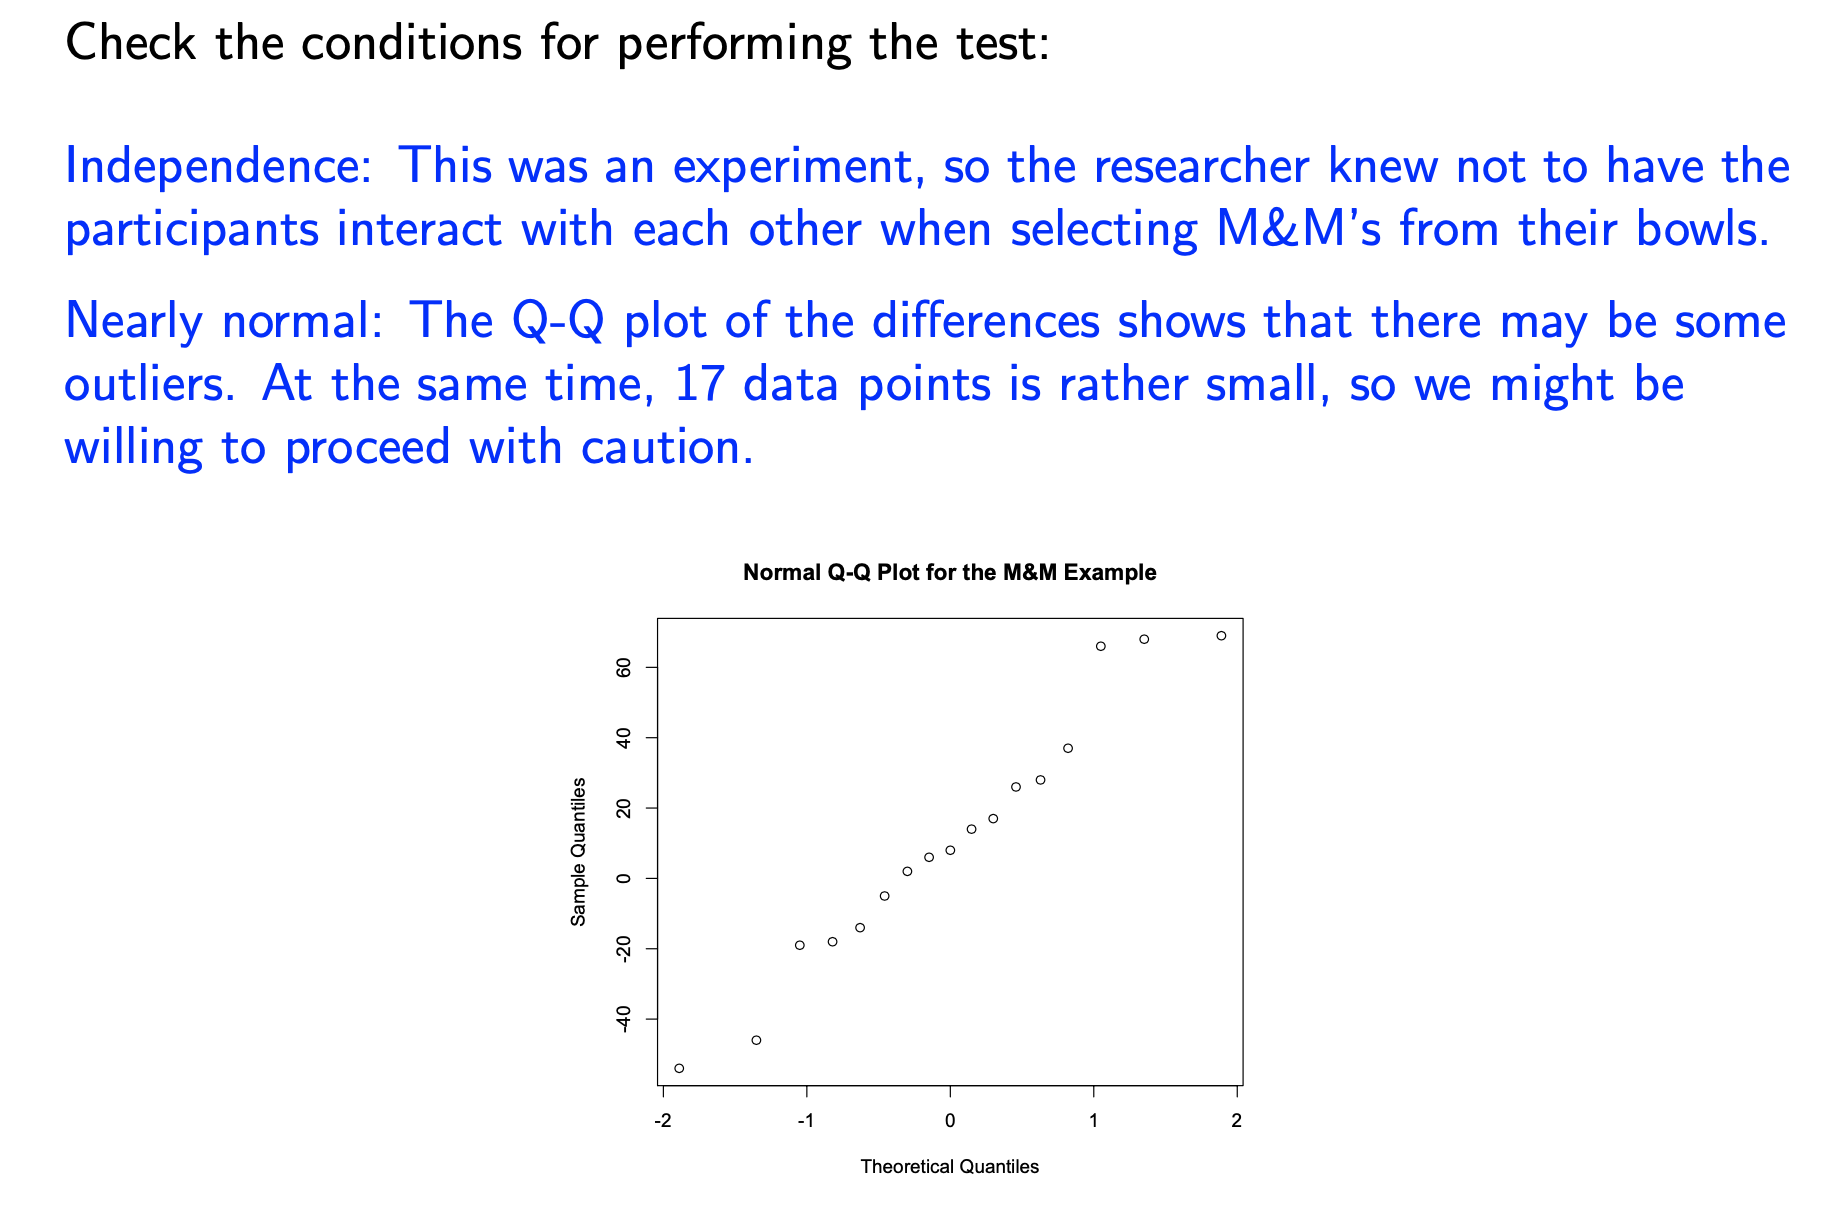 Check the conditions for performing the test:
Independence: This was an experiment, so the researcher knew not to have the
participants interact with each other when selecting M&M's from their bowls.
Nearly normal: The Q-Q plot of the differences shows that there may be some
outliers. At the same time, 17 data points is rather small, so we might be
willing to proceed with caution.
Normal Q-Q Plot for the M&M Example
Sample Quantiles
60
40
20
0
-20
-40
-2 -1 0 1 2
Theoretical Quantiles